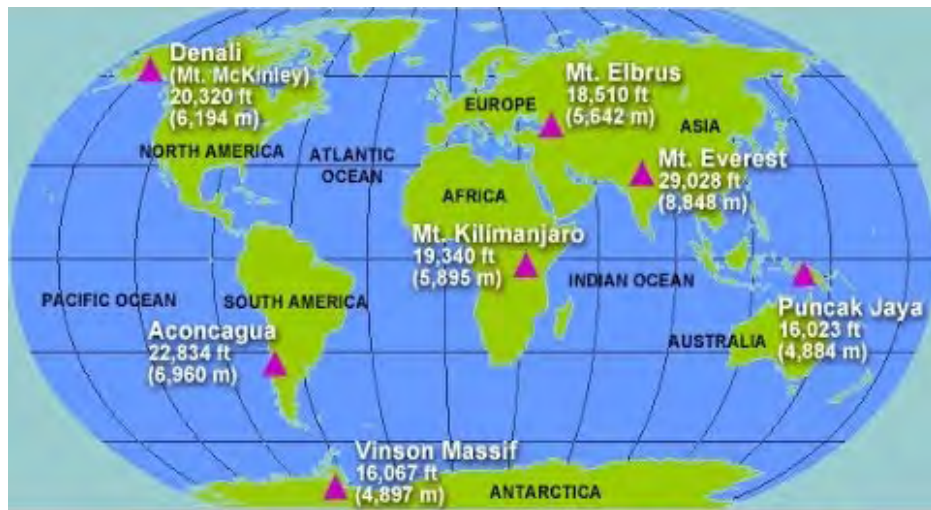 Denali
(Mt. McKinley)
20,320 ft
(6,194 m)
NORTH AMERICA
ATLANTIC
OCEAN
EUROPE
Mt. Elbrus
18,510 ft
(5,642 m)
ASIA
Mt. Everest
29,028 ft
(8,848 m)
AFRICA
Mt. Kilimanjaro
19,340 ft
(5,895 m)
INDIAN OCEAN
PACIFIC OCEAN
SOUTH AMERICA
Aconcagua
22,834 ft
(6,960 m)
Puncak Jaya
16,023 ft
(4,884 m)
AUSTRALIA
Vinson Massif
16,067 ft
(4,897 m)
ANTARCTICA